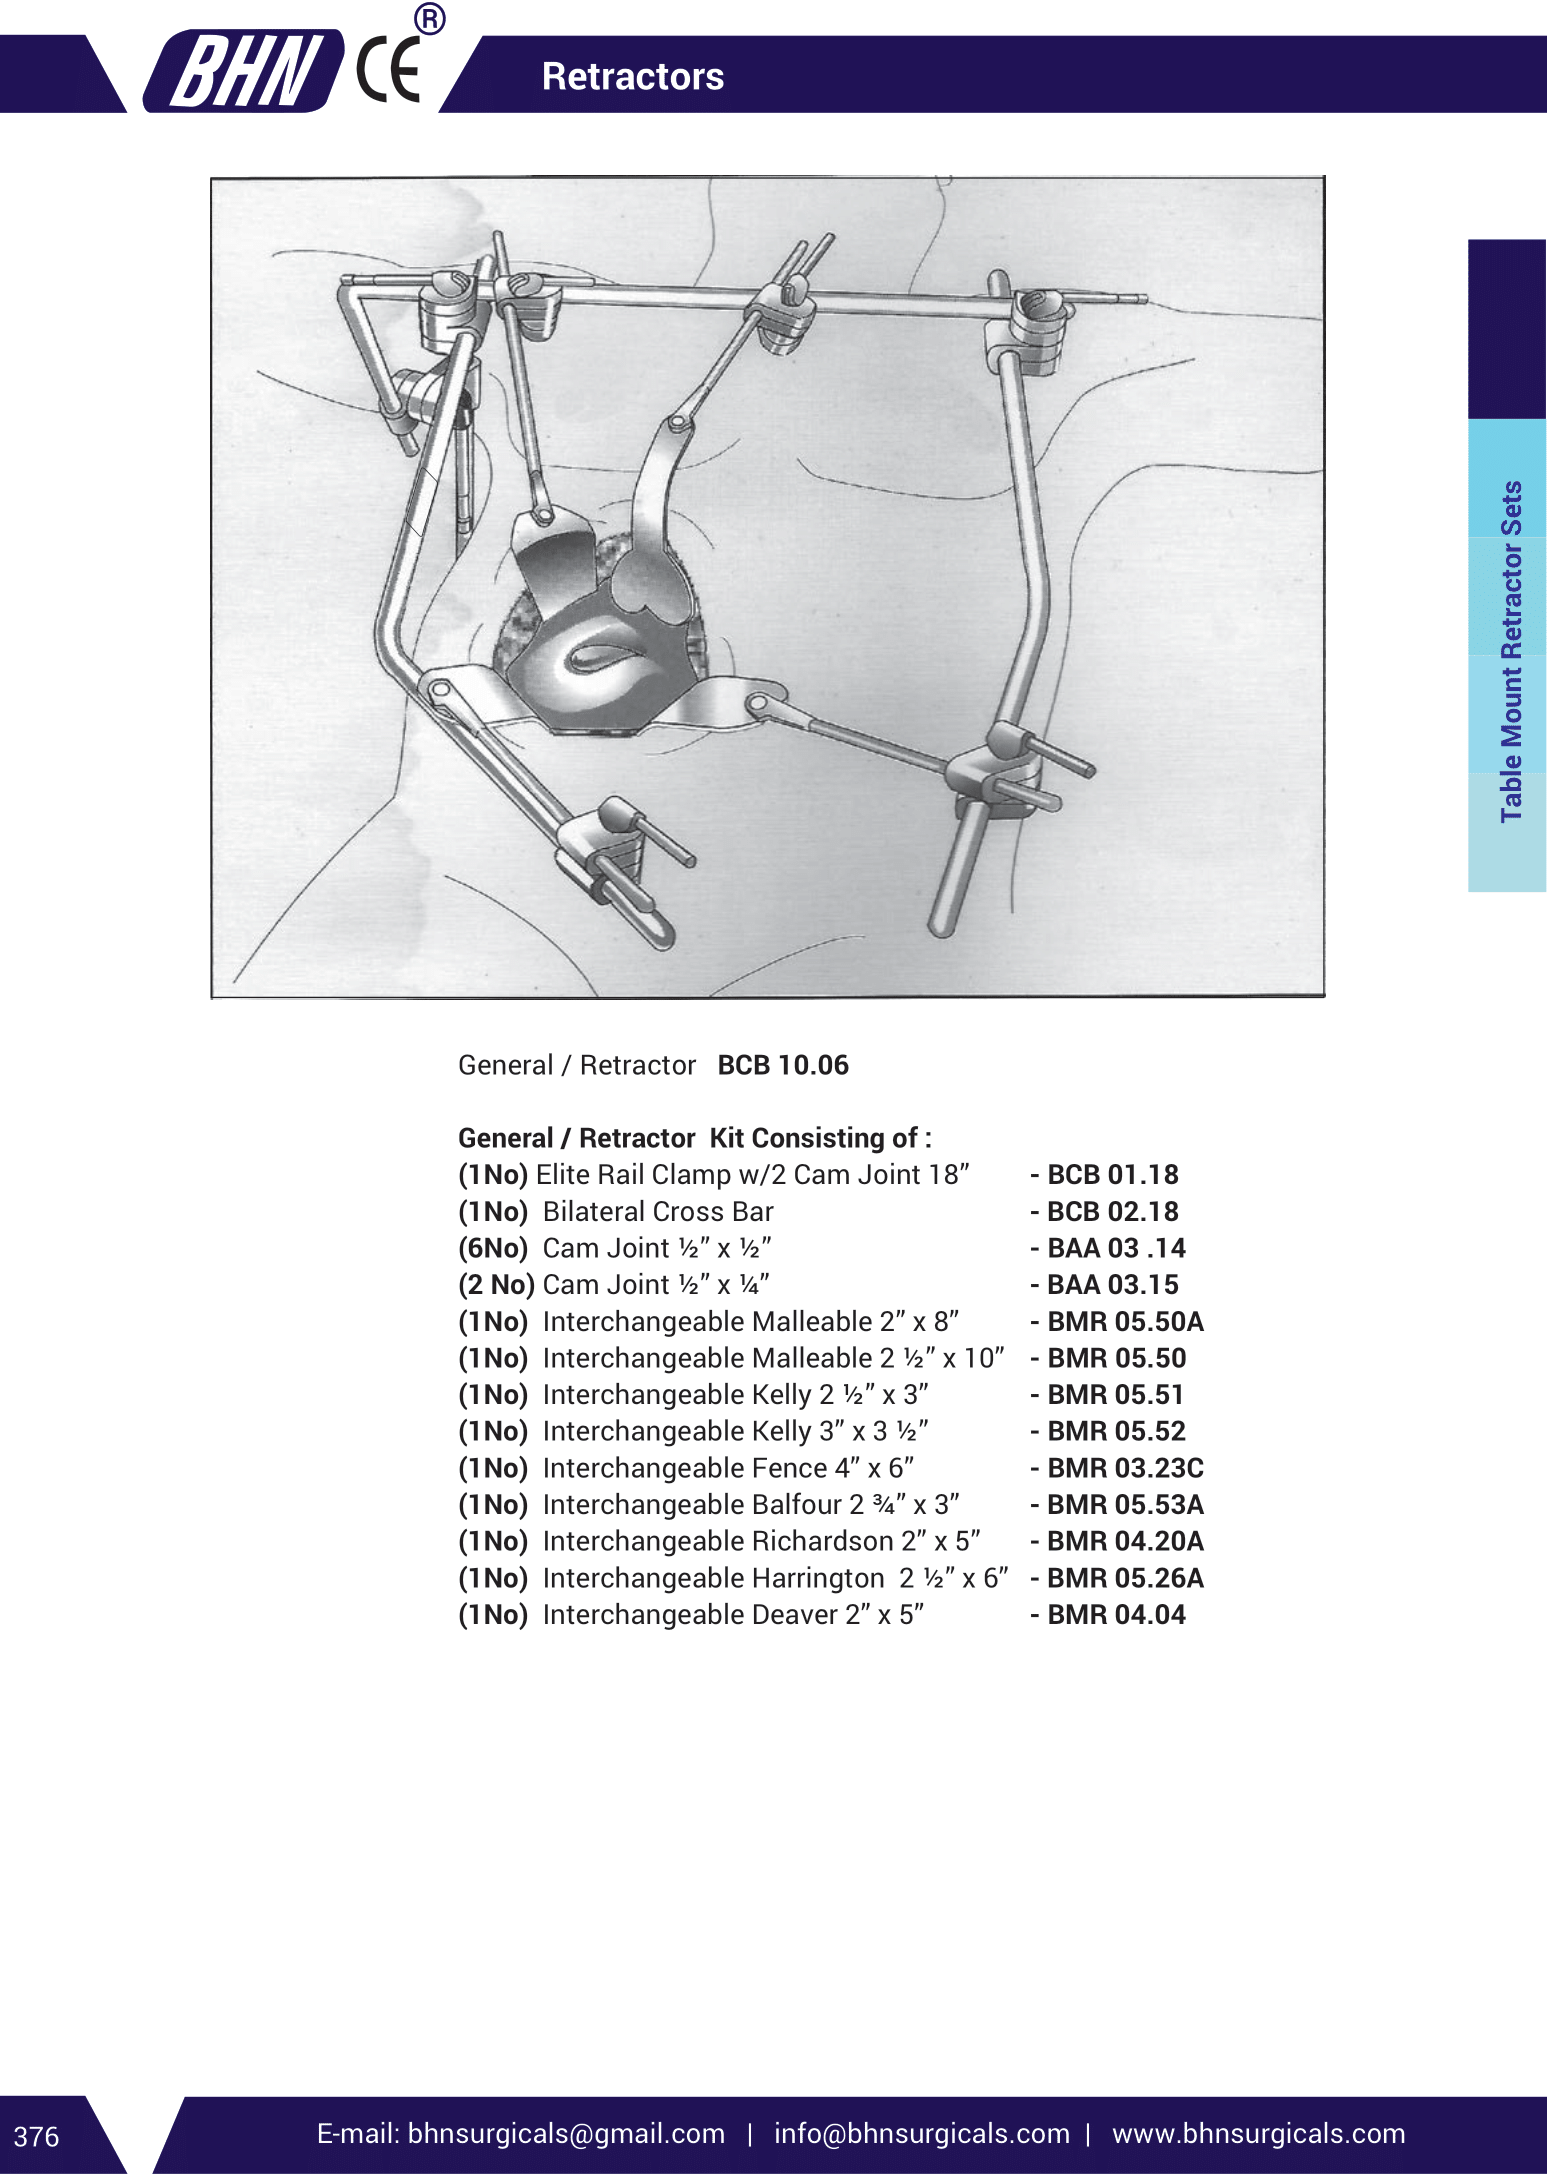 BHN CE ®
Retractors
Table Mount Retractor Sets
General / Retractor BCB 10.06
General / Retractor Kit Consisting of :
(1No) Elite Rail Clamp w/2 Cam Joint 18” - BCB 01.18
(1No) Bilateral Cross Bar - BCB 02.18
(6No) Cam Joint ½” x ½” - BAA 03 .14
(2 No) Cam Joint ½” x ¼” - BAA 03.15
(1No) Interchangeable Malleable 2” x 8” - BMR 05.50A
(1No) Interchangeable Malleable 2 ½” x 10” - BMR 05.50
(1No) Interchangeable Kelly 2 ½” x 3” - BMR 05.51
(1No) Interchangeable Kelly 3” x 3 ½” - BMR 05.52
(1No) Interchangeable Fence 4” x 6” - BMR 03.23C
(1No) Interchangeable Balfour 2 ¾” x 3” - BMR 05.53A
(1No) Interchangeable Richardson 2” x 5” - BMR 04.20A
(1No) Interchangeable Harrington 2 ½” x 6” - BMR 05.26A
(1No) Interchangeable Deaver 2” x 5” - BMR 04.04
376
E-mail: bhnsurgicals@gmail.com | info@bhnsurgicals.com | www.bhnsurgicals.com